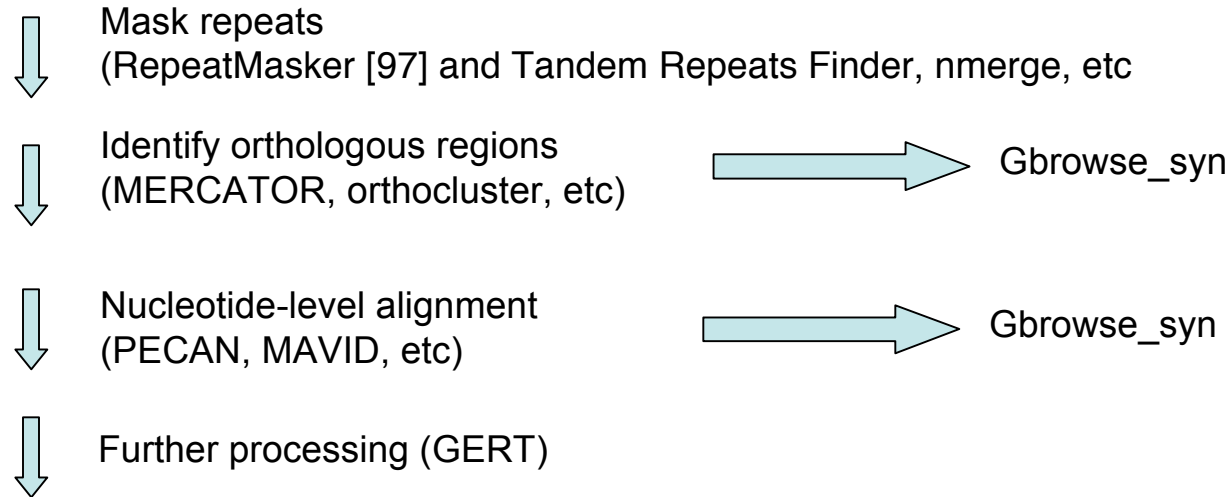 Mask repeats
(RepeatMasker [97] and Tandem Repeats Finder, nmerge, etc
Identify orthologous regions
(MERCATOR, orthocluster, etc)
Gbrowse_syn
Nucleotide-level alignment
(PECAN, MAVID, etc)
Gbrowse_syn
Further processing (GERT)